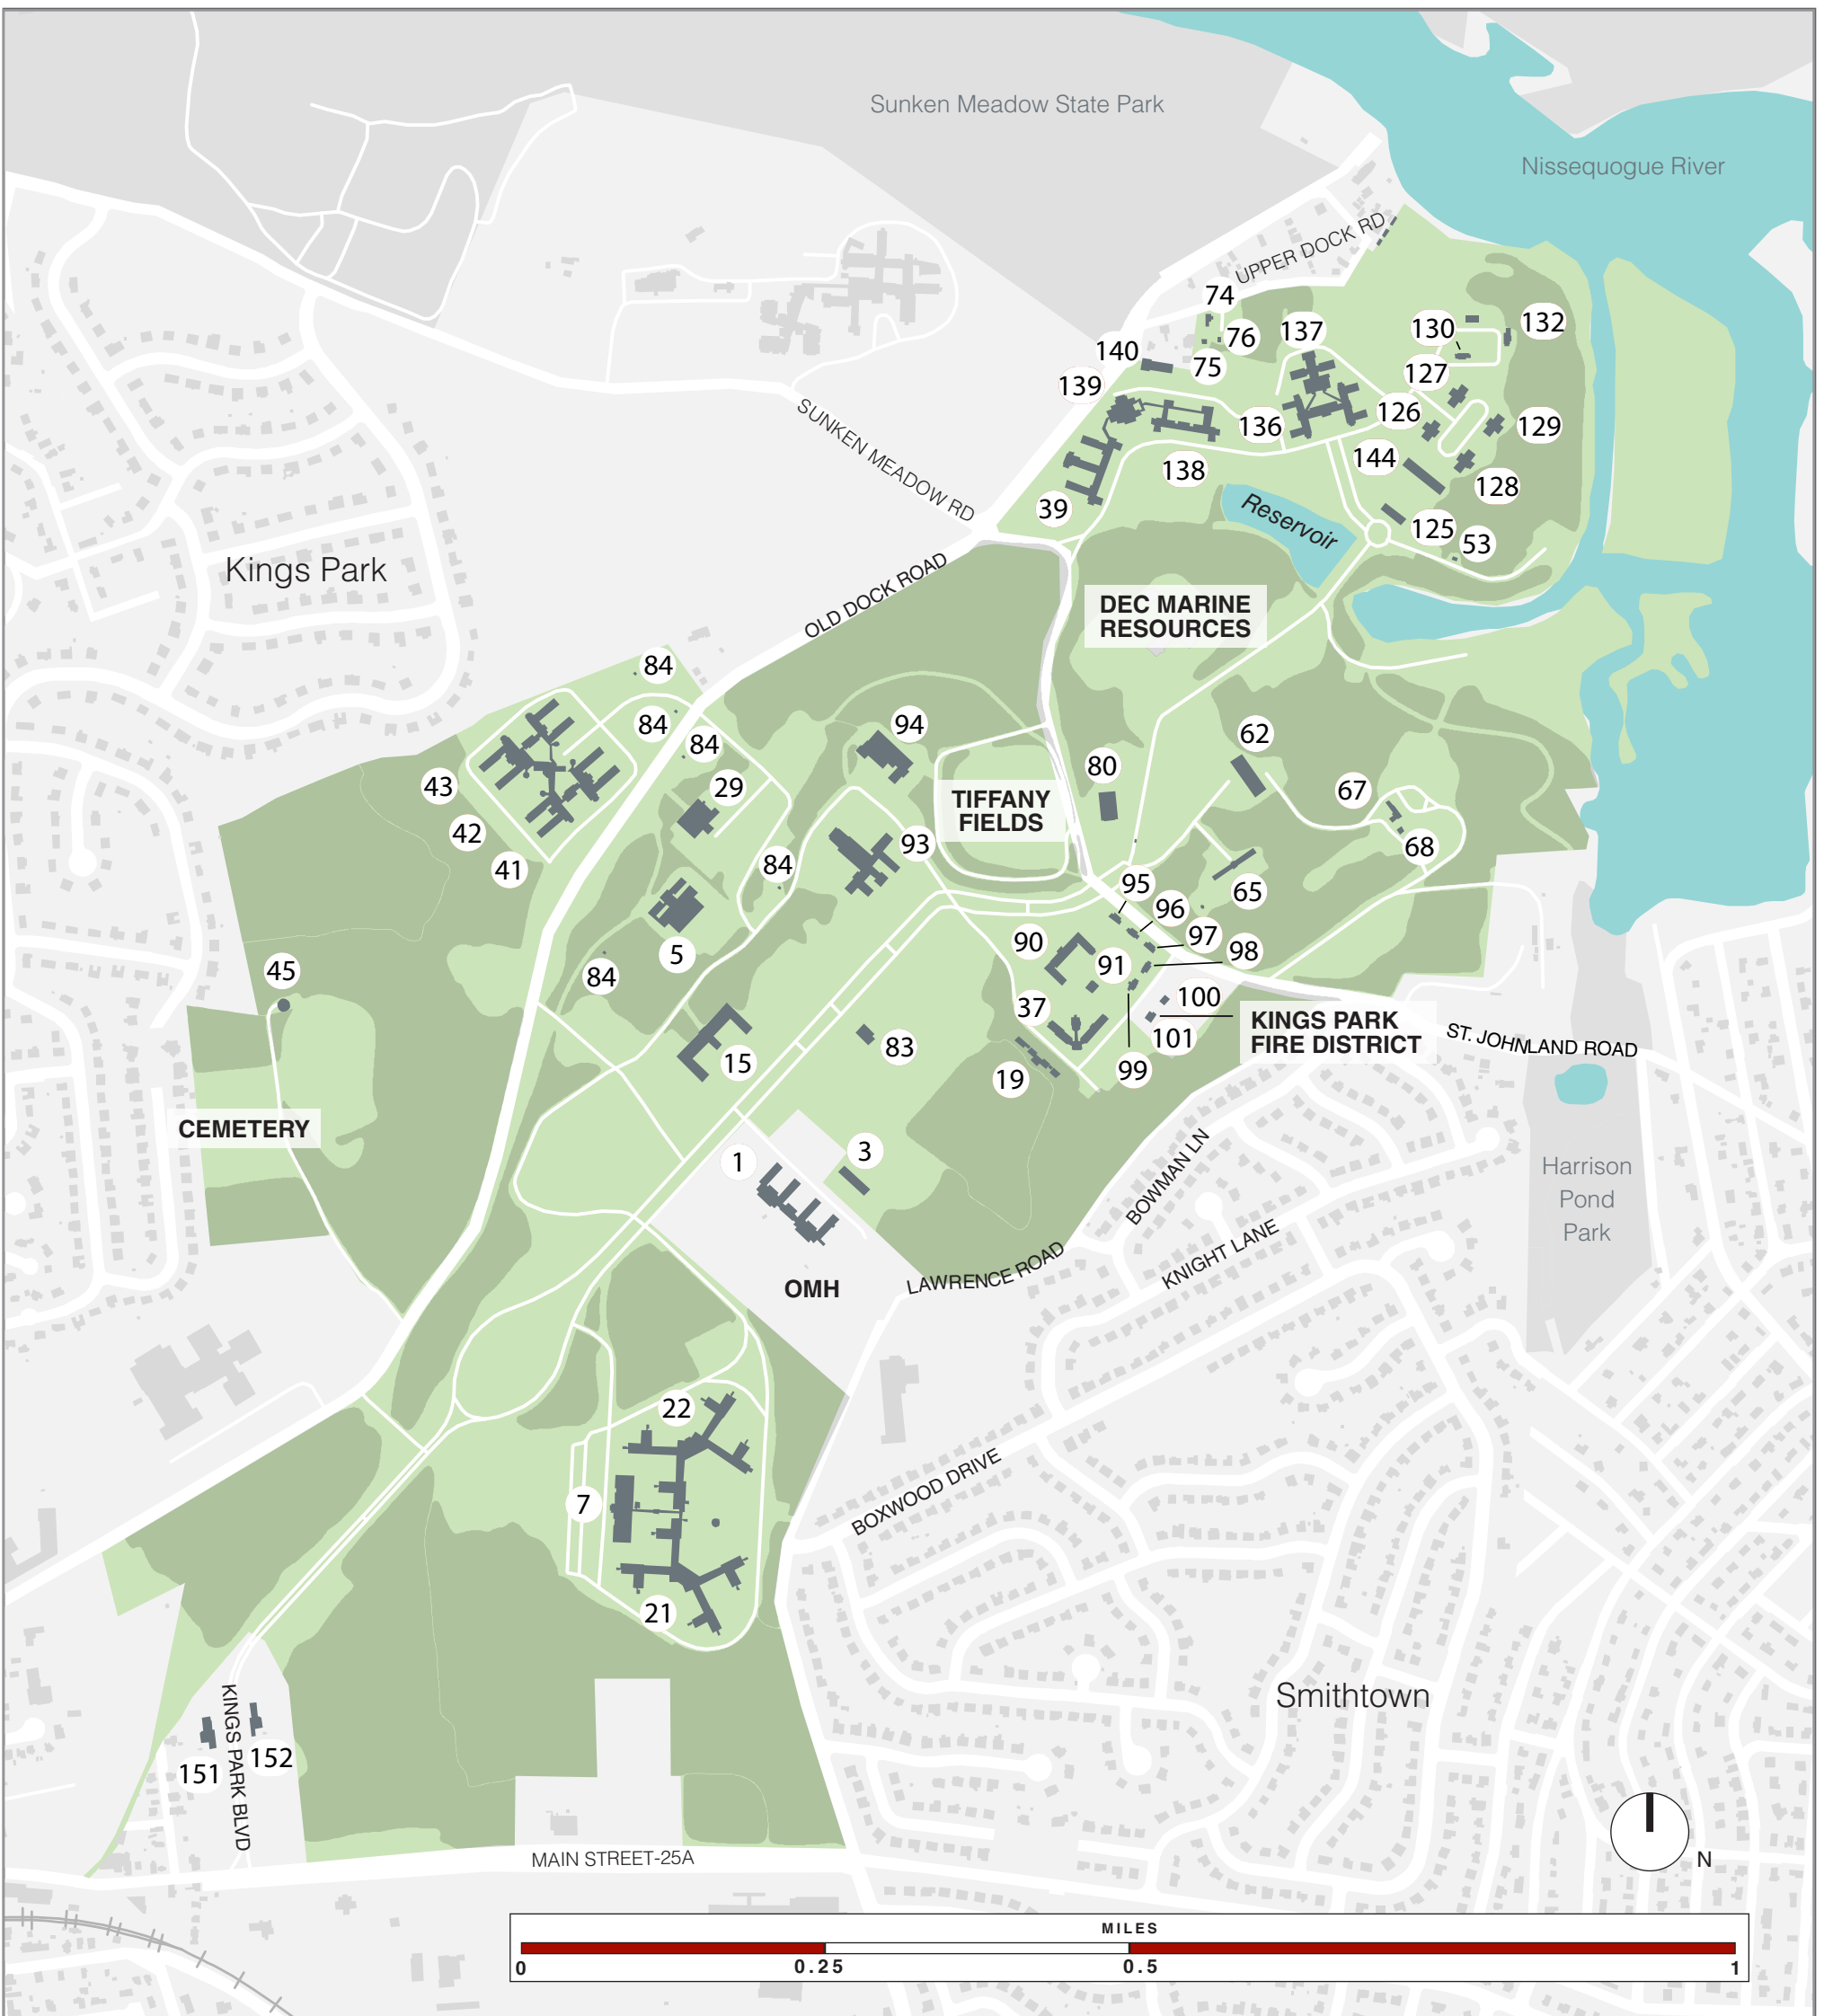 Sunken Meadow State Park
Nissequogue River
UPPER DOCK RD
74
76
137
130
132
140
75
127
139
126
129
136
144
138
128
39
Reservoir
125
53
SUNKEN MEADOW RD
Kings Park
OLD DOCK ROAD
DEC MARINE
RESOURCES
84
84
94
84
62
80
43
29
67
TIFFANY
FIELDS
42
93
68
41
84
95
65
96
90
97
5
98
91
45
84
37
100
KINGS PARK
FIRE DISTRICT
ST. JOHNLAND ROAD
101
83
15
99
19
CEMETERY
3
1
BOWMAN LN
Harrison
Pond
Park
KNIGHT LANE
LAWRENCE ROAD
OMH
22
BOXWOOD DRIVE
7
21
Smithtown
KINGS PARK BLVD
152
151
MAIN STREET-25A
N
MILES
0
0.25
0.5
1